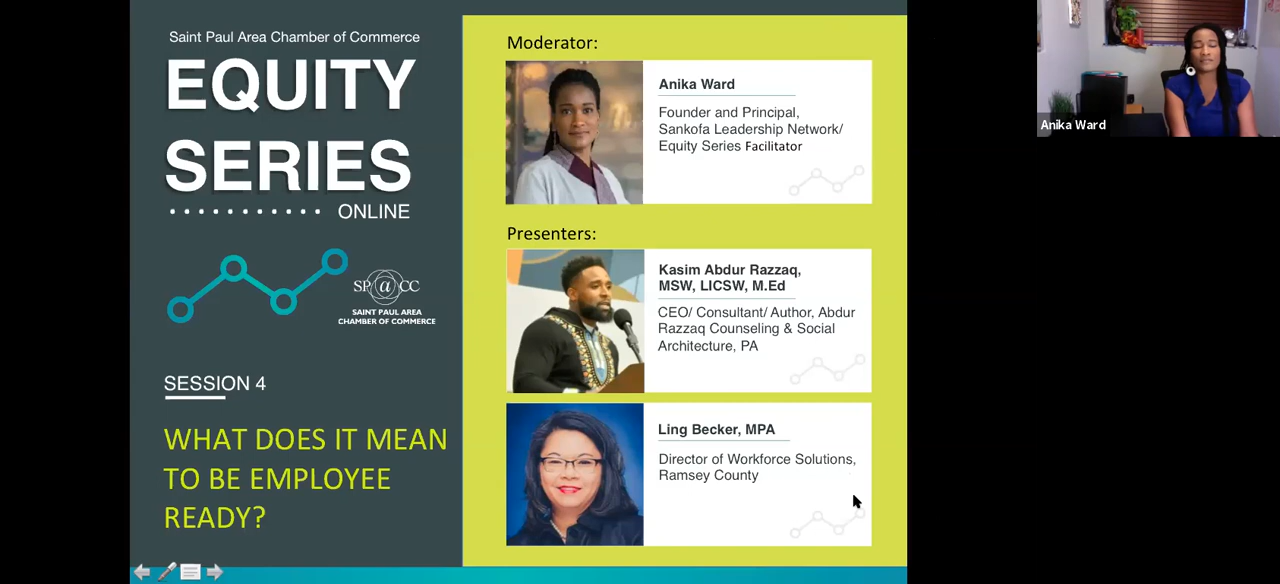 Saint Paul Area Chamber of Commerce
EQUITY
SERIES
ONLINE
SP@CC
SAINT PAUL AREA
CHAMBER OF COMMERCE
SESSION 4
WHAT DOES IT MEAN
TO BE EMPLOYEE
READY?
Moderator:
Anika Ward
Founder and Principal,
Sankofa Leadership Network/
Equity Series Facilitator
Presenters:
Kasim Abdur Razzaq,
MSW, LICSW, M.Ed
CEO/ Consultant/ Author, Abdur
Razzaq Counseling & Social
Architecture, PA
Ling Becker, MPA
Director of Workforce Solutions,
Ramsey County
Anika Ward